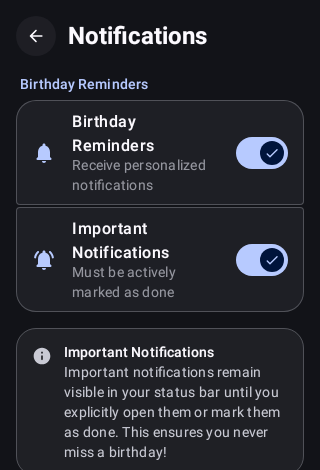 Notifications
Birthday Reminders
Birthday
Reminders
Receive personalized
notifications
Important
Notifications
Must be actively
marked as done
Important Notifications
Important notifications remain
visible in your status bar until you
explicitly open them or mark them
as done. This ensures you never
miss a birthday!